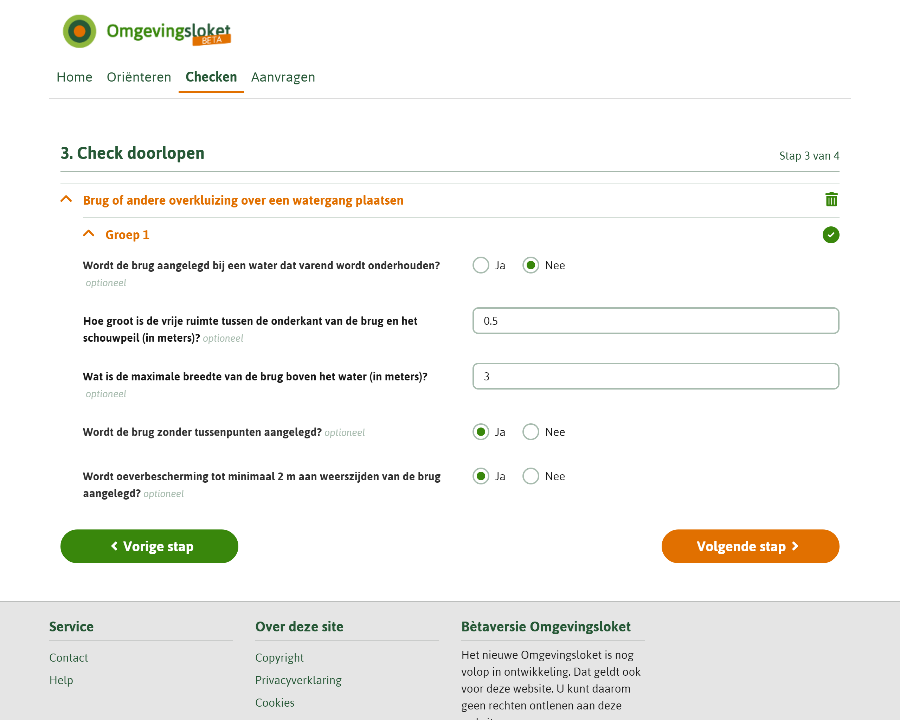 Omgevingsloket
BETA
Home Oriënteren Checken Aanvragen
3. Check doorlopen
Stap 3 van 4
Brug of andere overkluizing over een watergang plaatsen
Groep 1
Wordt de brug aangelegd bij een water dat varend wordt onderhouden?
optioneel
Ja Nee
Hoe groot is de vrije ruimte tussen de onderkant van de brug en het
schouwpeil (in meters)? optioneel
0.5
Wat is de maximale breedte van de brug boven het water (in meters)?
optioneel
3
Wordt de brug zonder tussenpunten aangelegd? optioneel
Ja Nee
Wordt oeverbescherming tot minimaal 2 m aan weerszijden van de brug
aangelegd? optioneel
Ja Nee
Vorige stap
Volgende stap
Service
Contact
Help
Over deze site
Copyright
Privacyverklaring
Cookies
Bètaversie Omgevingsloket
Het nieuwe Omgevingsloket is nog
volop in ontwikkeling. Dat geldt ook
voor deze website. U kunt daarom
geen rechten ontlenen aan deze